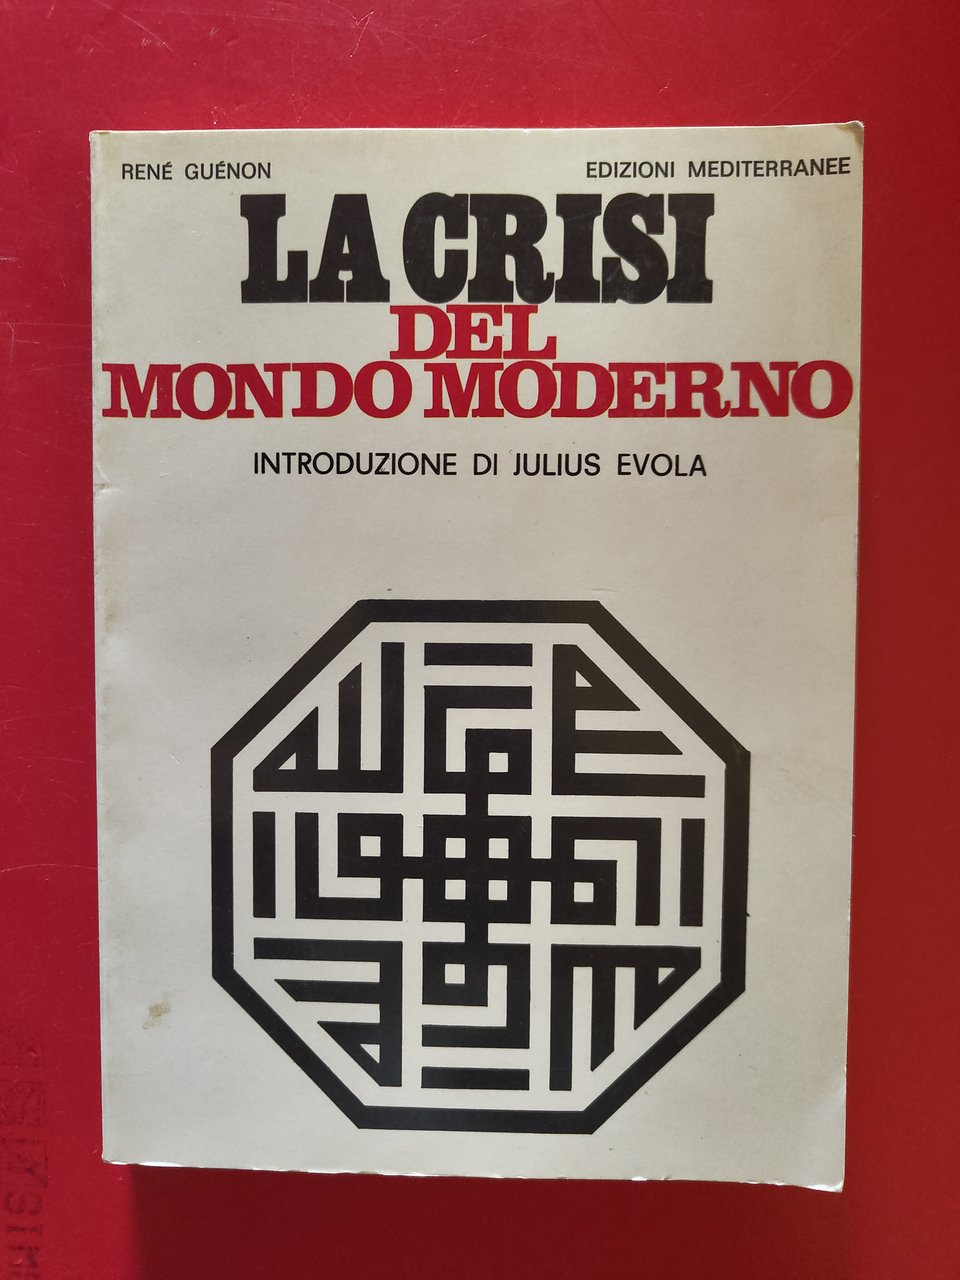 RENÉ GUÉNON
EDIZIONI MEDITERRANEE
LA CRISI
DEL
MONDO MODERNO
INTRODUZIONE DI JULIUS EVOLA